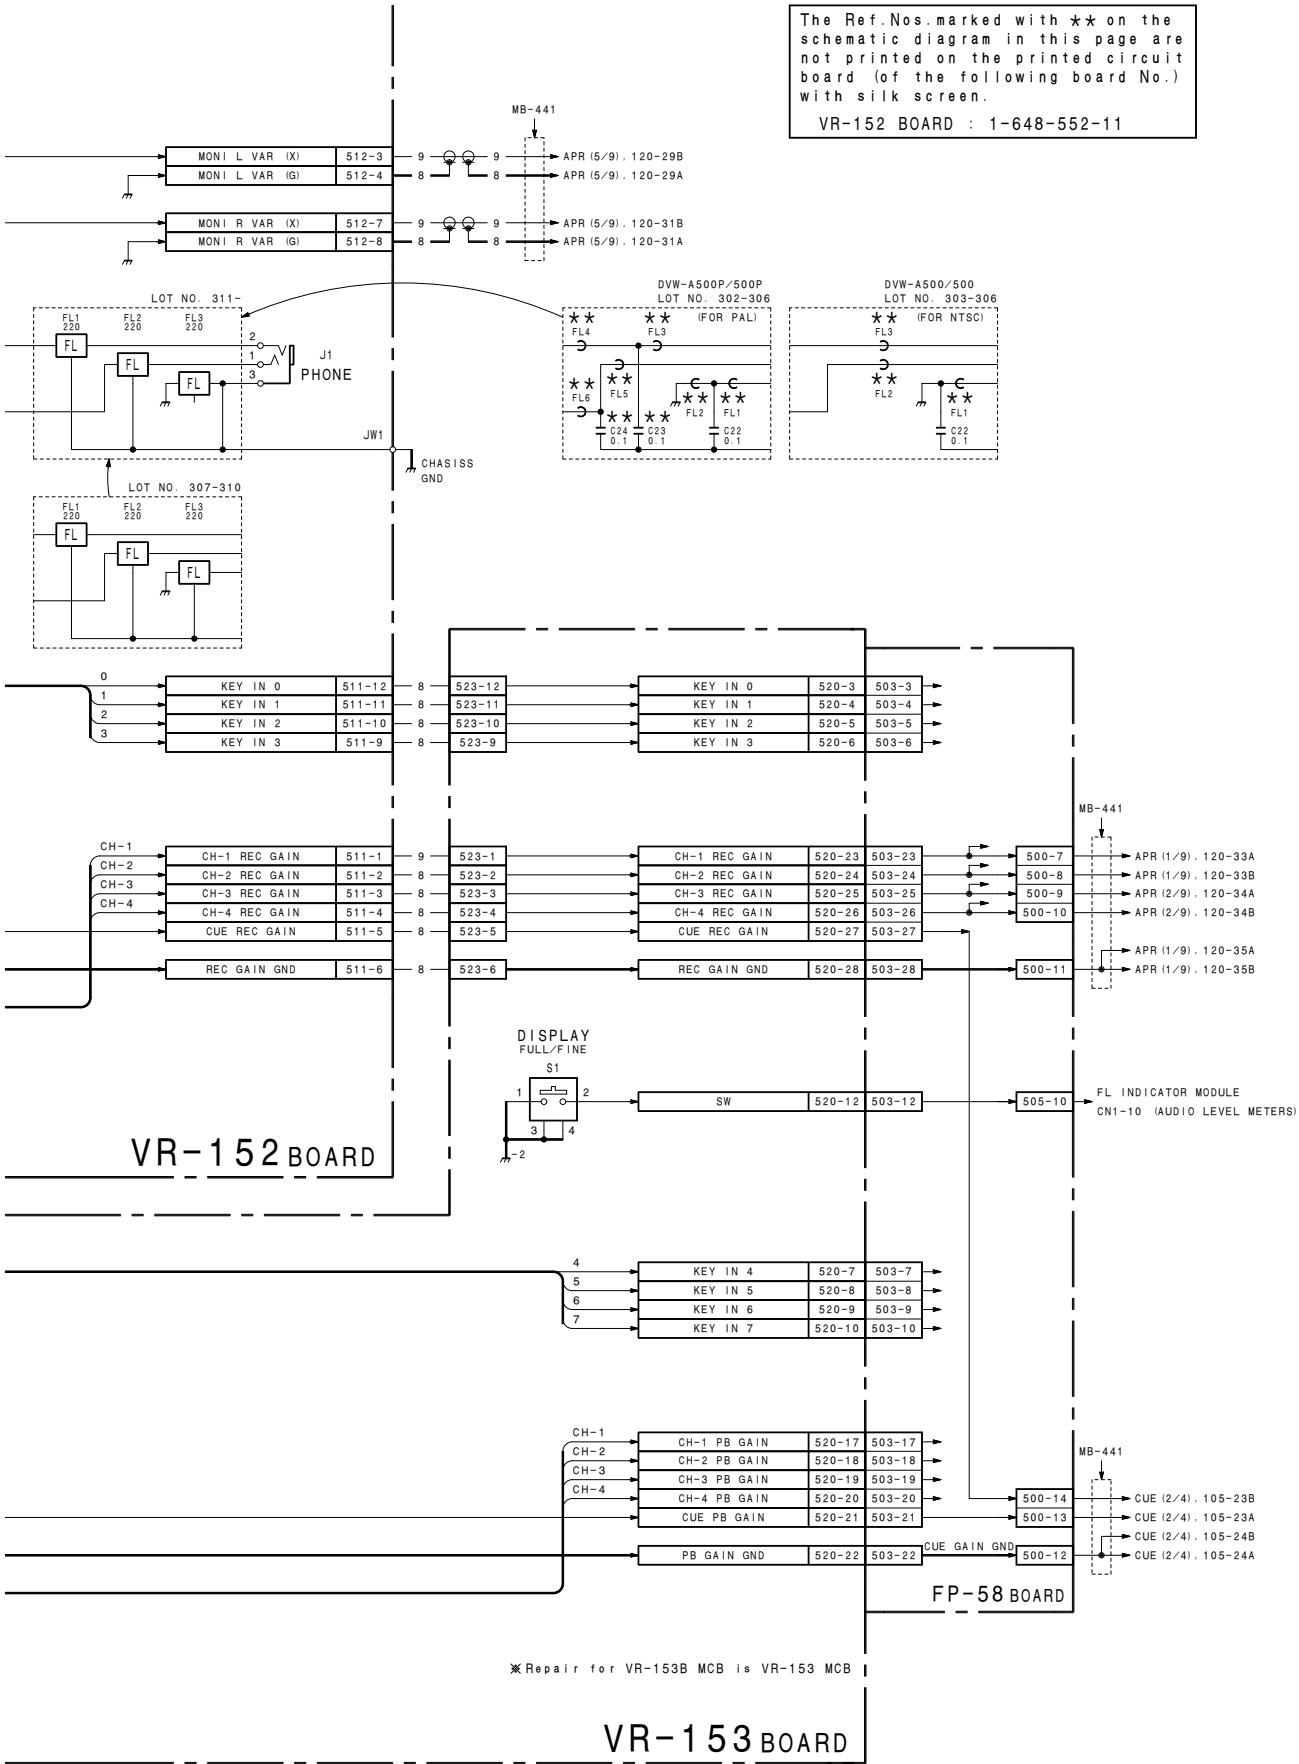 The Ref.Nos.marked with ** on the
schematic diagram in this page are
not printed on the printed circuit
board (of the following board No.)
with silk screen.
VR-152 BOARD : 1-648-552-11
MB-441
MONI L VAR (X) 512-3 9 9 APR (5/9), 120-29B
MONI L VAR (G) 512-4 8 8 APR (5/9), 120-29A
MONI R VAR (X) 512-7 9 9 APR (5/9), 120-31B
MONI R VAR (G) 512-8 8 8 APR (5/9), 120-31A
LOT NO. 311-
FL1 FL2 FL3
220 220 220
FL
FL
FL
2
1
3
J1
PHONE
JW1
CHASISS
GND
DVW-A500P/500P
LOT NO. 302-306
** ** (FOR PAL)
FL4 FL3
** ** 
FL6 FL5
** **
FL2 FL1
** **
C24 C23 C22
0.1 0.1 0.1
DVW-A500/500
LOT NO. 303-306
** (FOR NTSC)
FL3
** **
FL2 FL1
C22
0.1
LOT NO. 307-310
FL1 FL2 FL3
220 220 220
FL
FL
FL
0 KEY IN 0 511-12 8 523-12 KEY IN 0 520-3 503-3
1 KEY IN 1 511-11 8 523-11 KEY IN 1 520-4 503-4
2 KEY IN 2 511-10 8 523-10 KEY IN 2 520-5 503-5
3 KEY IN 3 511-9 8 523-9 KEY IN 3 520-6 503-6
MB-441
CH-1 CH-1 REC GAIN 511-1 9 523-1 CH-1 REC GAIN 520-23 503-23 500-7 APR (1/9), 120-33A
CH-2 CH-2 REC GAIN 511-2 8 523-2 CH-2 REC GAIN 520-24 503-24 500-8 APR (1/9), 120-33B
CH-3 CH-3 REC GAIN 511-3 8 523-3 CH-3 REC GAIN 520-25 503-25 500-9 APR (2/9), 120-34A
CH-4 CH-4 REC GAIN 511-4 8 523-4 CH-4 REC GAIN 520-26 503-26 500-10 APR (2/9), 120-34B
CUE REC GAIN 511-5 8 523-5 CUE REC GAIN 520-27 503-27
APR (1/9), 120-35A
REC GAIN GND 511-6 8 523-6 REC GAIN GND 520-28 503-28 500-11 APR (1/9), 120-35B
DISPLAY
FULL/FINE
S1
1 2
3 4
-2
SW 520-12 503-12 505-10 FL INDICATOR MODULE
CN1-10 (AUDIO LEVEL METERS)
VR-152 BOARD
4 KEY IN 4 520-7 503-7
5 KEY IN 5 520-8 503-8
6 KEY IN 6 520-9 503-9
7 KEY IN 7 520-10 503-10
CH-1 CH-1 PB GAIN 520-17 503-17
CH-2 CH-2 PB GAIN 520-18 503-18
MB-441
CH-3 CH-3 PB GAIN 520-19 503-19
CH-4 CH-4 PB GAIN 520-20 503-20 500-14 CUE (2/4), 105-23B
CUE PB GAIN 520-21 503-21 500-13 CUE (2/4), 105-23A
CUE (2/4), 105-24B
PB GAIN GND 520-22 503-22 CUE GAIN GND 500-12 CUE (2/4), 105-24A
FP-58 BOARD
※Repair for VR-153B MCB is VR-153 MCB
VR-153 BOARD